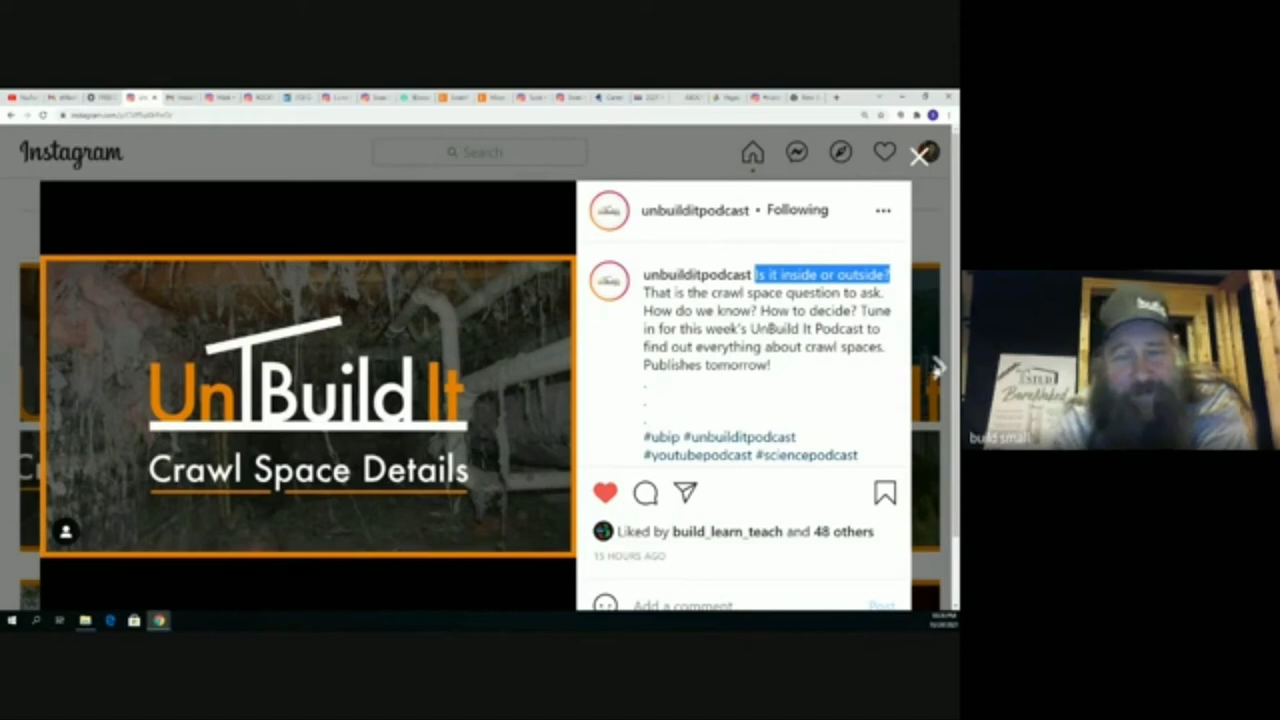 Instagram
Search
unbuilditpodcast • Following
unbuilditpodcast Is it inside or outside?
That is the crawl space question to ask.
How do we know? How to decide? Tune
in for this week's UnBuild It Podcast to
find out everything about crawl spaces.
Publishes tomorrow!
.
.
.
#ubip #unbuilditpodcast
#youtubepodcast #sciencepodcast
Liked by build_learn_teach and 48 others
15 HOURS AGO
Add a comment
Post
UnBuild It
Crawl Space Details
build small
BareNaked